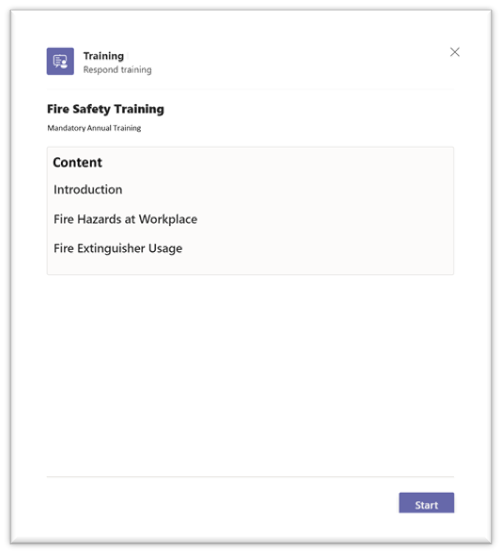 Training
Respond training
Fire Safety Training
Mandatory Annual Training
Content
Introduction
Fire Hazards at Workplace
Fire Extinguisher Usage
Start